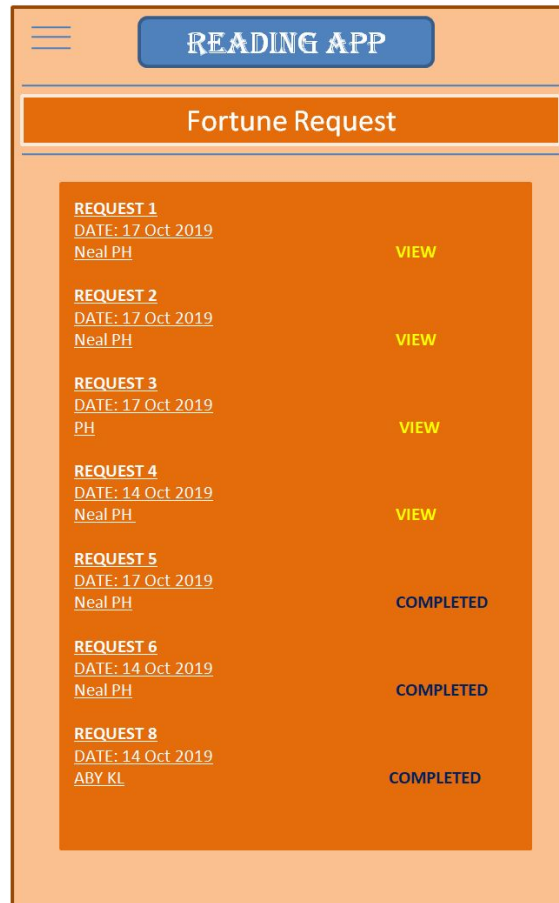 READING APP
Fortune Request
REQUEST 1
DATE: 17 Oct 2019
Neal PH VIEW
REQUEST 2
DATE: 17 Oct 2019
Neal PH VIEW
REQUEST 3
DATE: 17 Oct 2019
PH VIEW
REQUEST 4
DATE: 14 Oct 2019
Neal PH VIEW
REQUEST 5
DATE: 17 Oct 2019
Neal PH COMPLETED
REQUEST 6
DATE: 14 Oct 2019
Neal PH COMPLETED
REQUEST 8
DATE: 14 Oct 2019
ABY KL COMPLETED